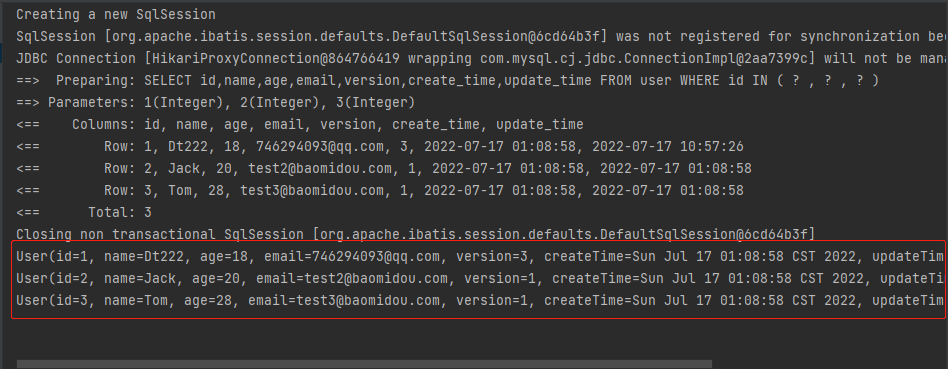 Creating a new SqlSession
SqlSession [org.apache.ibatis.session.defaults.DefaultSqlSession@6cd64b3f] was not registered for synchronization bec
JDBC Connection [HikariProxyConnection@864766419 wrapping com.mysql.cj.jdbc.ConnectionImpl@2aa7399c] will not be mana
==>  Preparing: SELECT id,name,age,email,version,create_time,update_time FROM user WHERE id IN ( ? , ? , ? )
==> Parameters: 1(Integer), 2(Integer), 3(Integer)
<==    Columns: id, name, age, email, version, create_time, update_time
<==        Row: 1, Dt222, 18, 746294093@qq.com, 3, 2022-07-17 01:08:58, 2022-07-17 10:57:26
<==        Row: 2, Jack, 20, test2@baomidou.com, 1, 2022-07-17 01:08:58, 2022-07-17 01:08:58
<==        Row: 3, Tom, 28, test3@baomidou.com, 1, 2022-07-17 01:08:58, 2022-07-17 01:08:58
<==      Total: 3
Closing non transactional SqlSession [org.apache.ibatis.session.defaults.DefaultSqlSession@6cd64b3f]
User(id=1, name=Dt222, age=18, email=746294093@qq.com, version=3, createTime=Sun Jul 17 01:08:58 CST 2022, updateTim
User(id=2, name=Jack, age=20, email=test2@baomidou.com, version=1, createTime=Sun Jul 17 01:08:58 CST 2022, updateTim
User(id=3, name=Tom, age=28, email=test3@baomidou.com, version=1, createTime=Sun Jul 17 01:08:58 CST 2022, updateTim